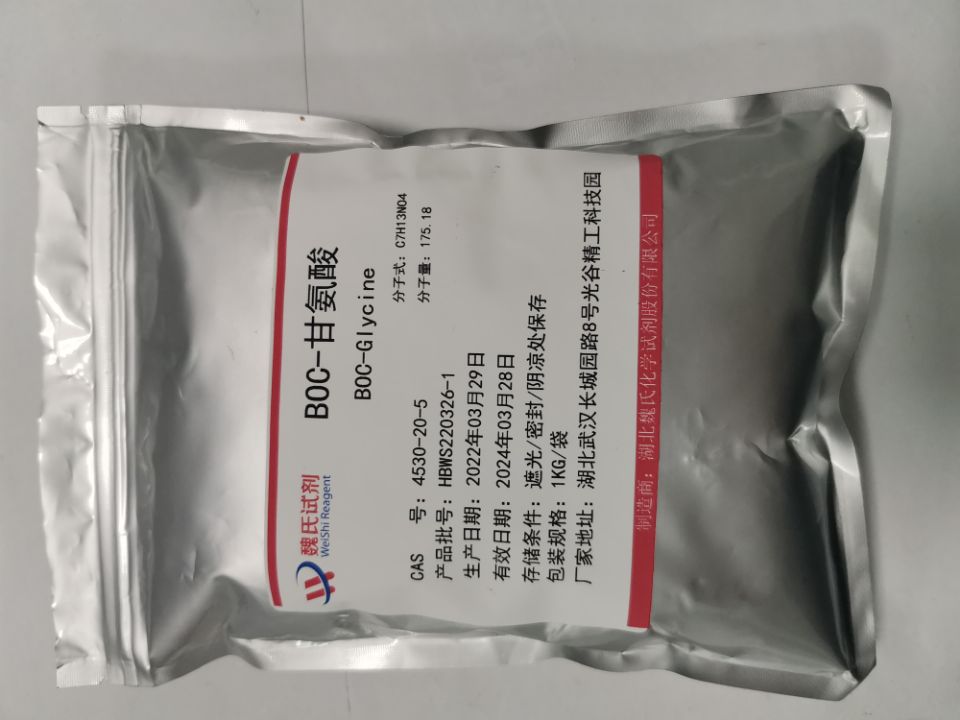 魏氏试剂
WeiShi Reagent
BOC-甘氨酸
BOC-Glycine
分子式: C7H13NO4
分子量: 175.18
CAS 号: 4530-20-5
产品批号: HBWS220326-1
生产日期: 2022年03月29日
有效日期: 2024年03月28日
存储条件: 遮光/密封/阴凉处保存
包装规格: 1KG/袋
厂家地址: 湖北武汉长城园路8号光谷精工科技园
制造商: 湖北魏氏化学试剂股份有限公司